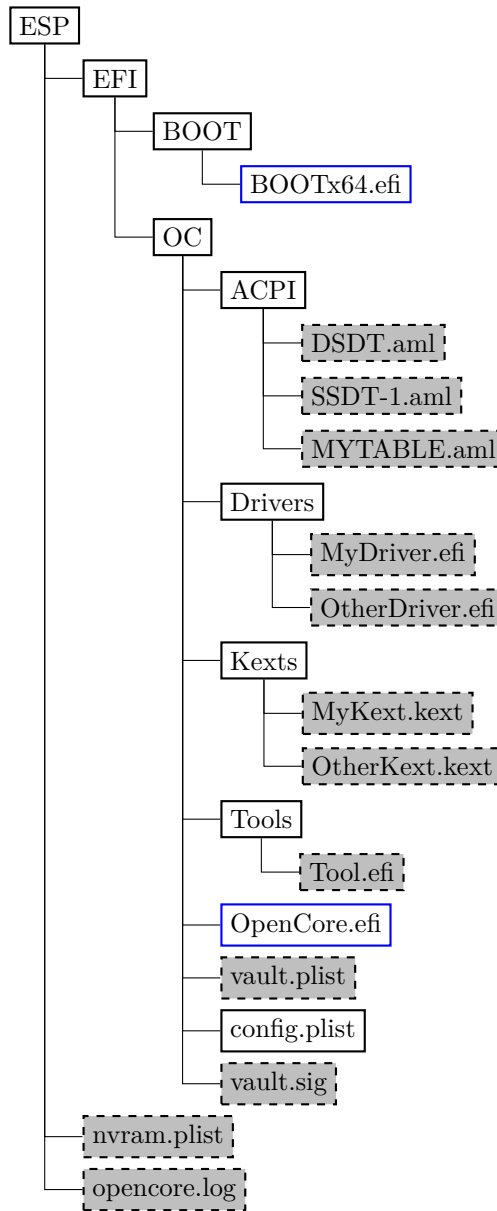 ESP
EFI
BOOT
BOOTx64.efi
OC
ACPI
DSDT.aml
SSDT-1.aml
MYTABLE.aml
Drivers
MyDriver.efi
OtherDriver.efi
Kexts
MyKext.kext
OtherKext.kext
Tools
Tool.efi
OpenCore.efi
vault.plist
config.plist
vault.sig
nvram.plist
opencore.log